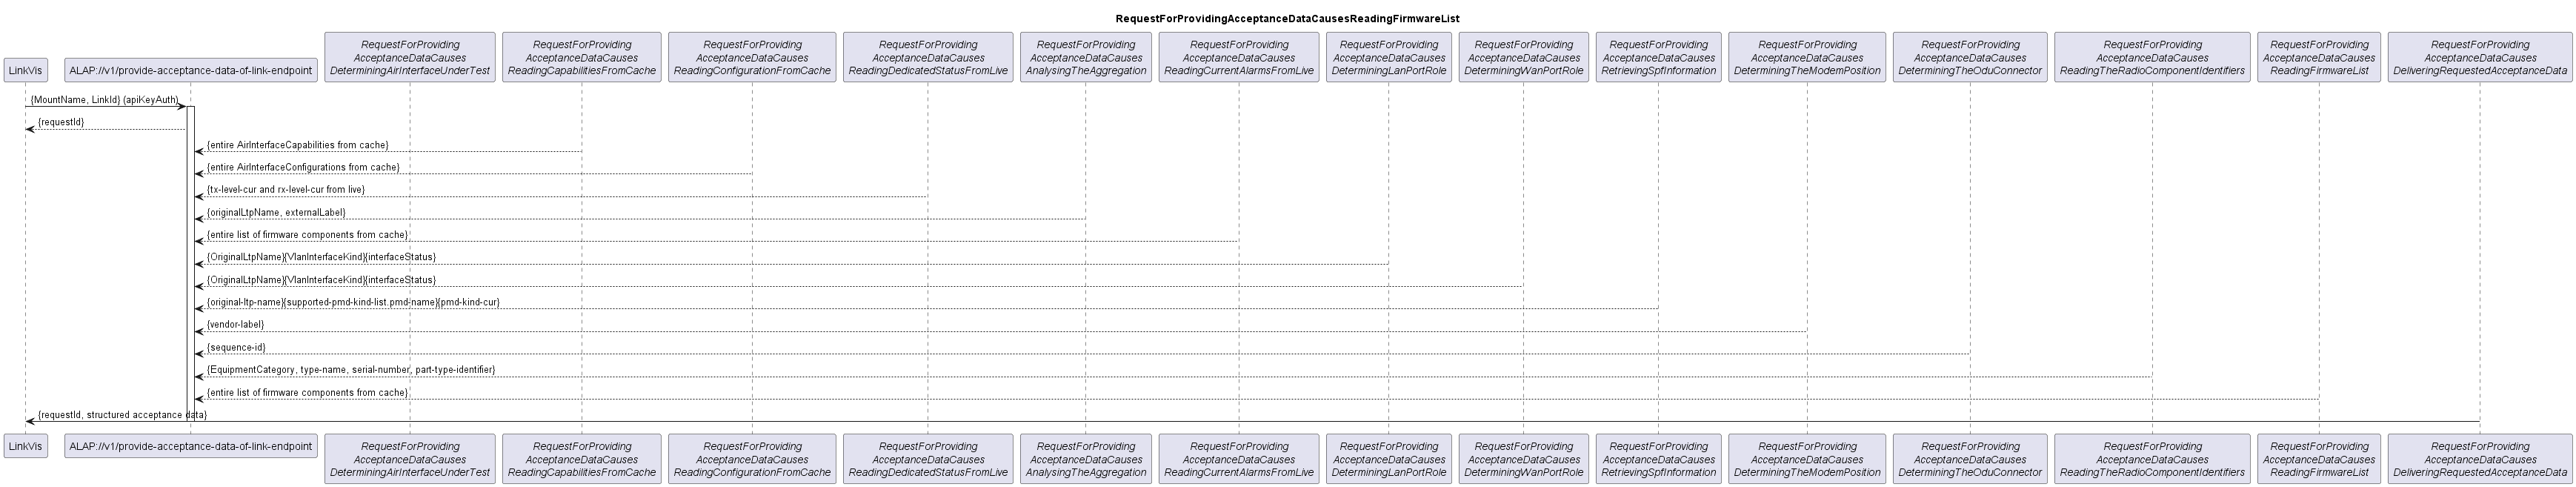 RequestForProvidingAcceptanceDataCausesReadingFirmwareList
LinkVis
ALAP://v1/provide-acceptance-data-of-link-endpoint
RequestForProviding
AcceptanceDataCauses
DeterminingAirInterfaceUnderTest
RequestForProviding
AcceptanceDataCauses
ReadingCapabilitiesFromCache
RequestForProviding
AcceptanceDataCauses
ReadingConfigurationFromCache
RequestForProviding
AcceptanceDataCauses
ReadingDedicatedStatusFromLive
RequestForProviding
AcceptanceDataCauses
AnalysingTheAggregation
RequestForProviding
AcceptanceDataCauses
ReadingCurrentAlarmsFromLive
RequestForProviding
AcceptanceDataCauses
DeterminingLanPortRole
RequestForProviding
AcceptanceDataCauses
DeterminingWanPortRole
RequestForProviding
AcceptanceDataCauses
RetrievingSpfInformation
RequestForProviding
AcceptanceDataCauses
DeterminingTheModemPosition
RequestForProviding
AcceptanceDataCauses
DeterminingTheOduConnector
RequestForProviding
AcceptanceDataCauses
ReadingTheRadioComponentIdentifiers
RequestForProviding
AcceptanceDataCauses
ReadingFirmwareList
RequestForProviding
AcceptanceDataCauses
DeliveringRequestedAcceptanceData
{MountName, LinkId} (apiKeyAuth)
{requestId}
{entire AirInterfaceCapabilities from cache}
{entire AirInterfaceConfigurations from cache}
{tx-level-cur and rx-level-cur from live}
{originalLtpName, externalLabel}
{entire list of firmware components from cache}
{OriginalLtpName}{VlanInterfaceKind}{interfaceStatus}
{OriginalLtpName}{VlanInterfaceKind}{interfaceStatus}
{original-ltp-name}{supported-pmd-kind-list.pmd-name}{pmd-kind-cur}
{vendor-label}
{sequence-id}
{EquipmentCategory, type-name, serial-number, part-type-identifier}
{entire list of firmware components from cache}
{requestId, structured acceptance data}
LinkVis
ALAP://v1/provide-acceptance-data-of-link-endpoint
RequestForProviding
AcceptanceDataCauses
DeterminingAirInterfaceUnderTest
RequestForProviding
AcceptanceDataCauses
ReadingCapabilitiesFromCache
RequestForProviding
AcceptanceDataCauses
ReadingConfigurationFromCache
RequestForProviding
AcceptanceDataCauses
ReadingDedicatedStatusFromLive
RequestForProviding
AcceptanceDataCauses
AnalysingTheAggregation
RequestForProviding
AcceptanceDataCauses
ReadingCurrentAlarmsFromLive
RequestForProviding
AcceptanceDataCauses
DeterminingLanPortRole
RequestForProviding
AcceptanceDataCauses
DeterminingWanPortRole
RequestForProviding
AcceptanceDataCauses
RetrievingSpfInformation
RequestForProviding
AcceptanceDataCauses
DeterminingTheModemPosition
RequestForProviding
AcceptanceDataCauses
DeterminingTheOduConnector
RequestForProviding
AcceptanceDataCauses
ReadingTheRadioComponentIdentifiers
RequestForProviding
AcceptanceDataCauses
ReadingFirmwareList
RequestForProviding
AcceptanceDataCauses
DeliveringRequestedAcceptanceData